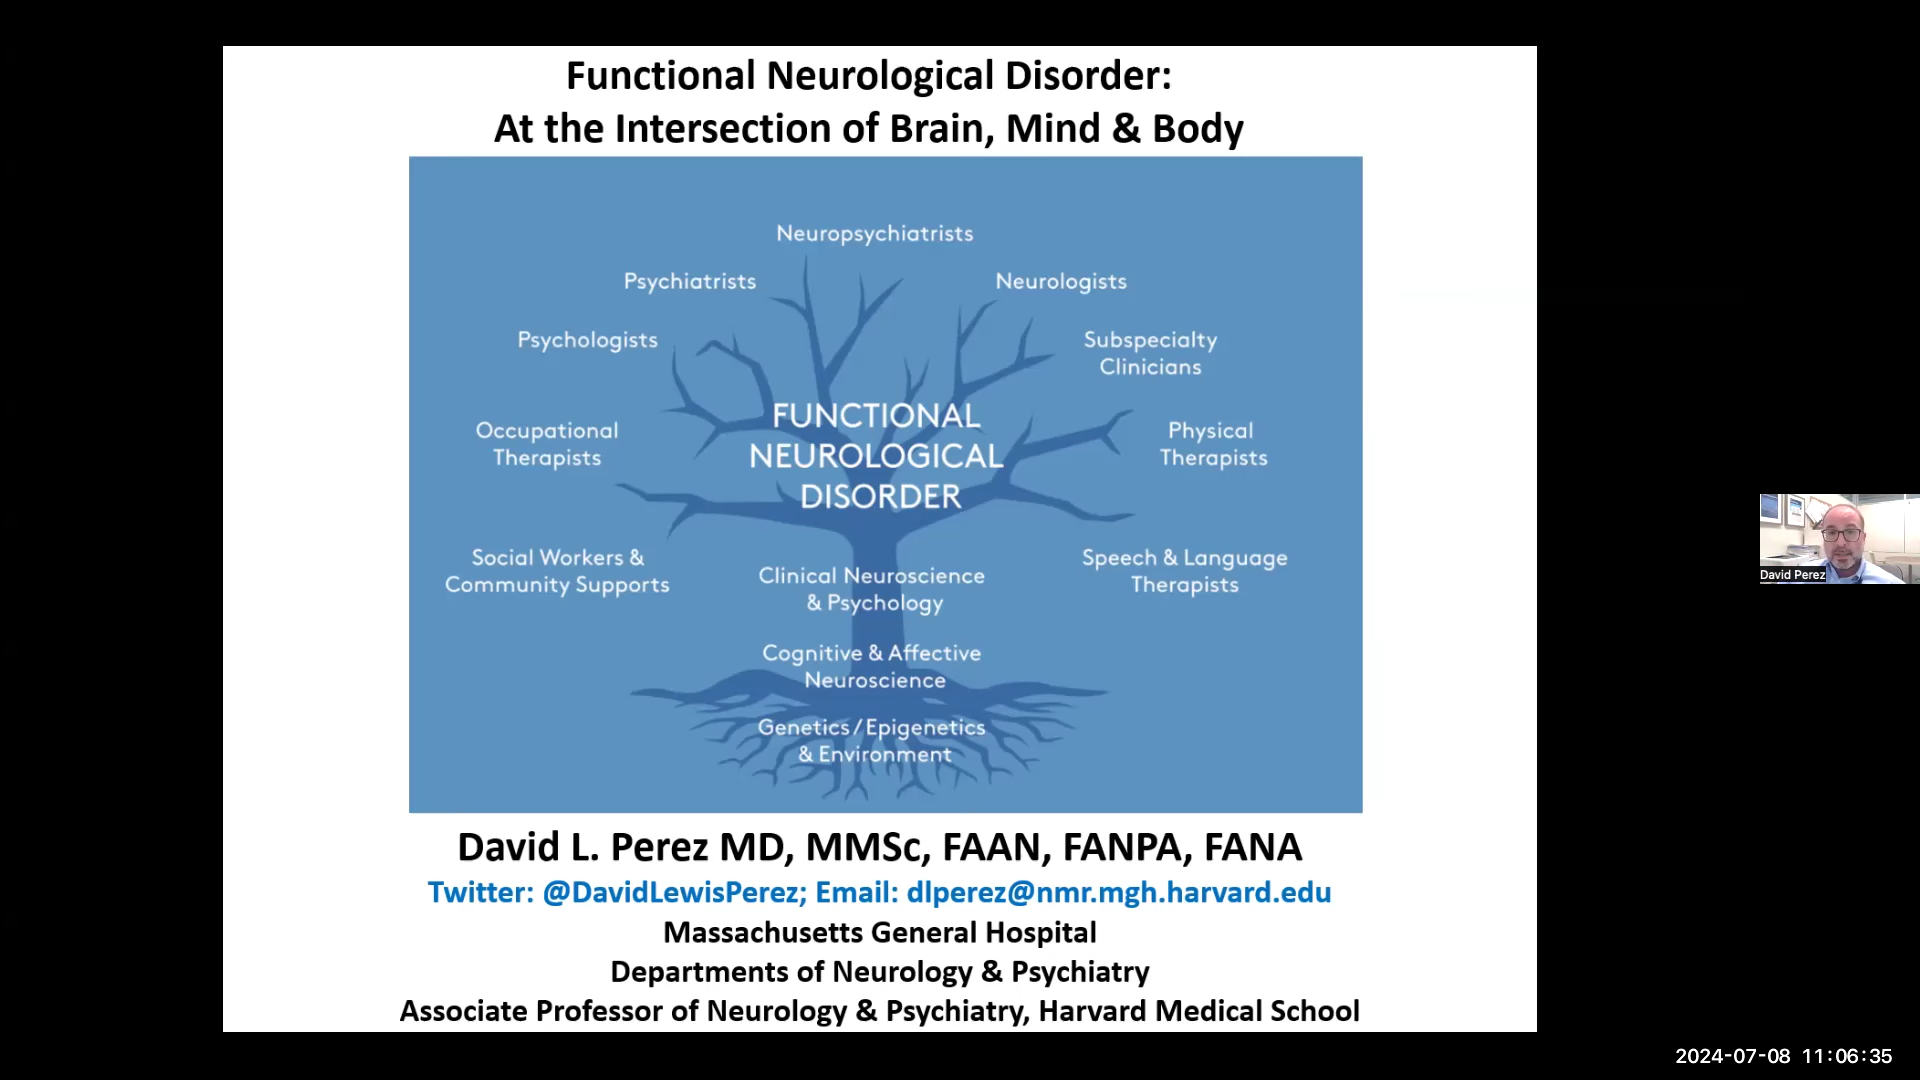 Functional Neurological Disorder:
At the Intersection of Brain, Mind & Body
Neuropsychiatrists
Psychiatrists
Neurologists
Psychologists
Subspecialty
Clinicians
FUNCTIONAL
NEUROLOGICAL
DISORDER
Occupational
Therapists
Physical
Therapists
Social Workers &
Community Supports
Clinical Neuroscience
& Psychology
Speech & Language
Therapists
Cognitive & Affective
Neuroscience
Genetics / Epigenetics
& Environment
David L. Perez MD, MMSc, FAAN, FANPA, FANA
Twitter: @DavidLewisPerez; Email: dlperez@nmr.mgh.harvard.edu
Massachusetts General Hospital
Departments of Neurology & Psychiatry
Associate Professor of Neurology & Psychiatry, Harvard Medical School
David Perez
2024-07-08 11:06:35